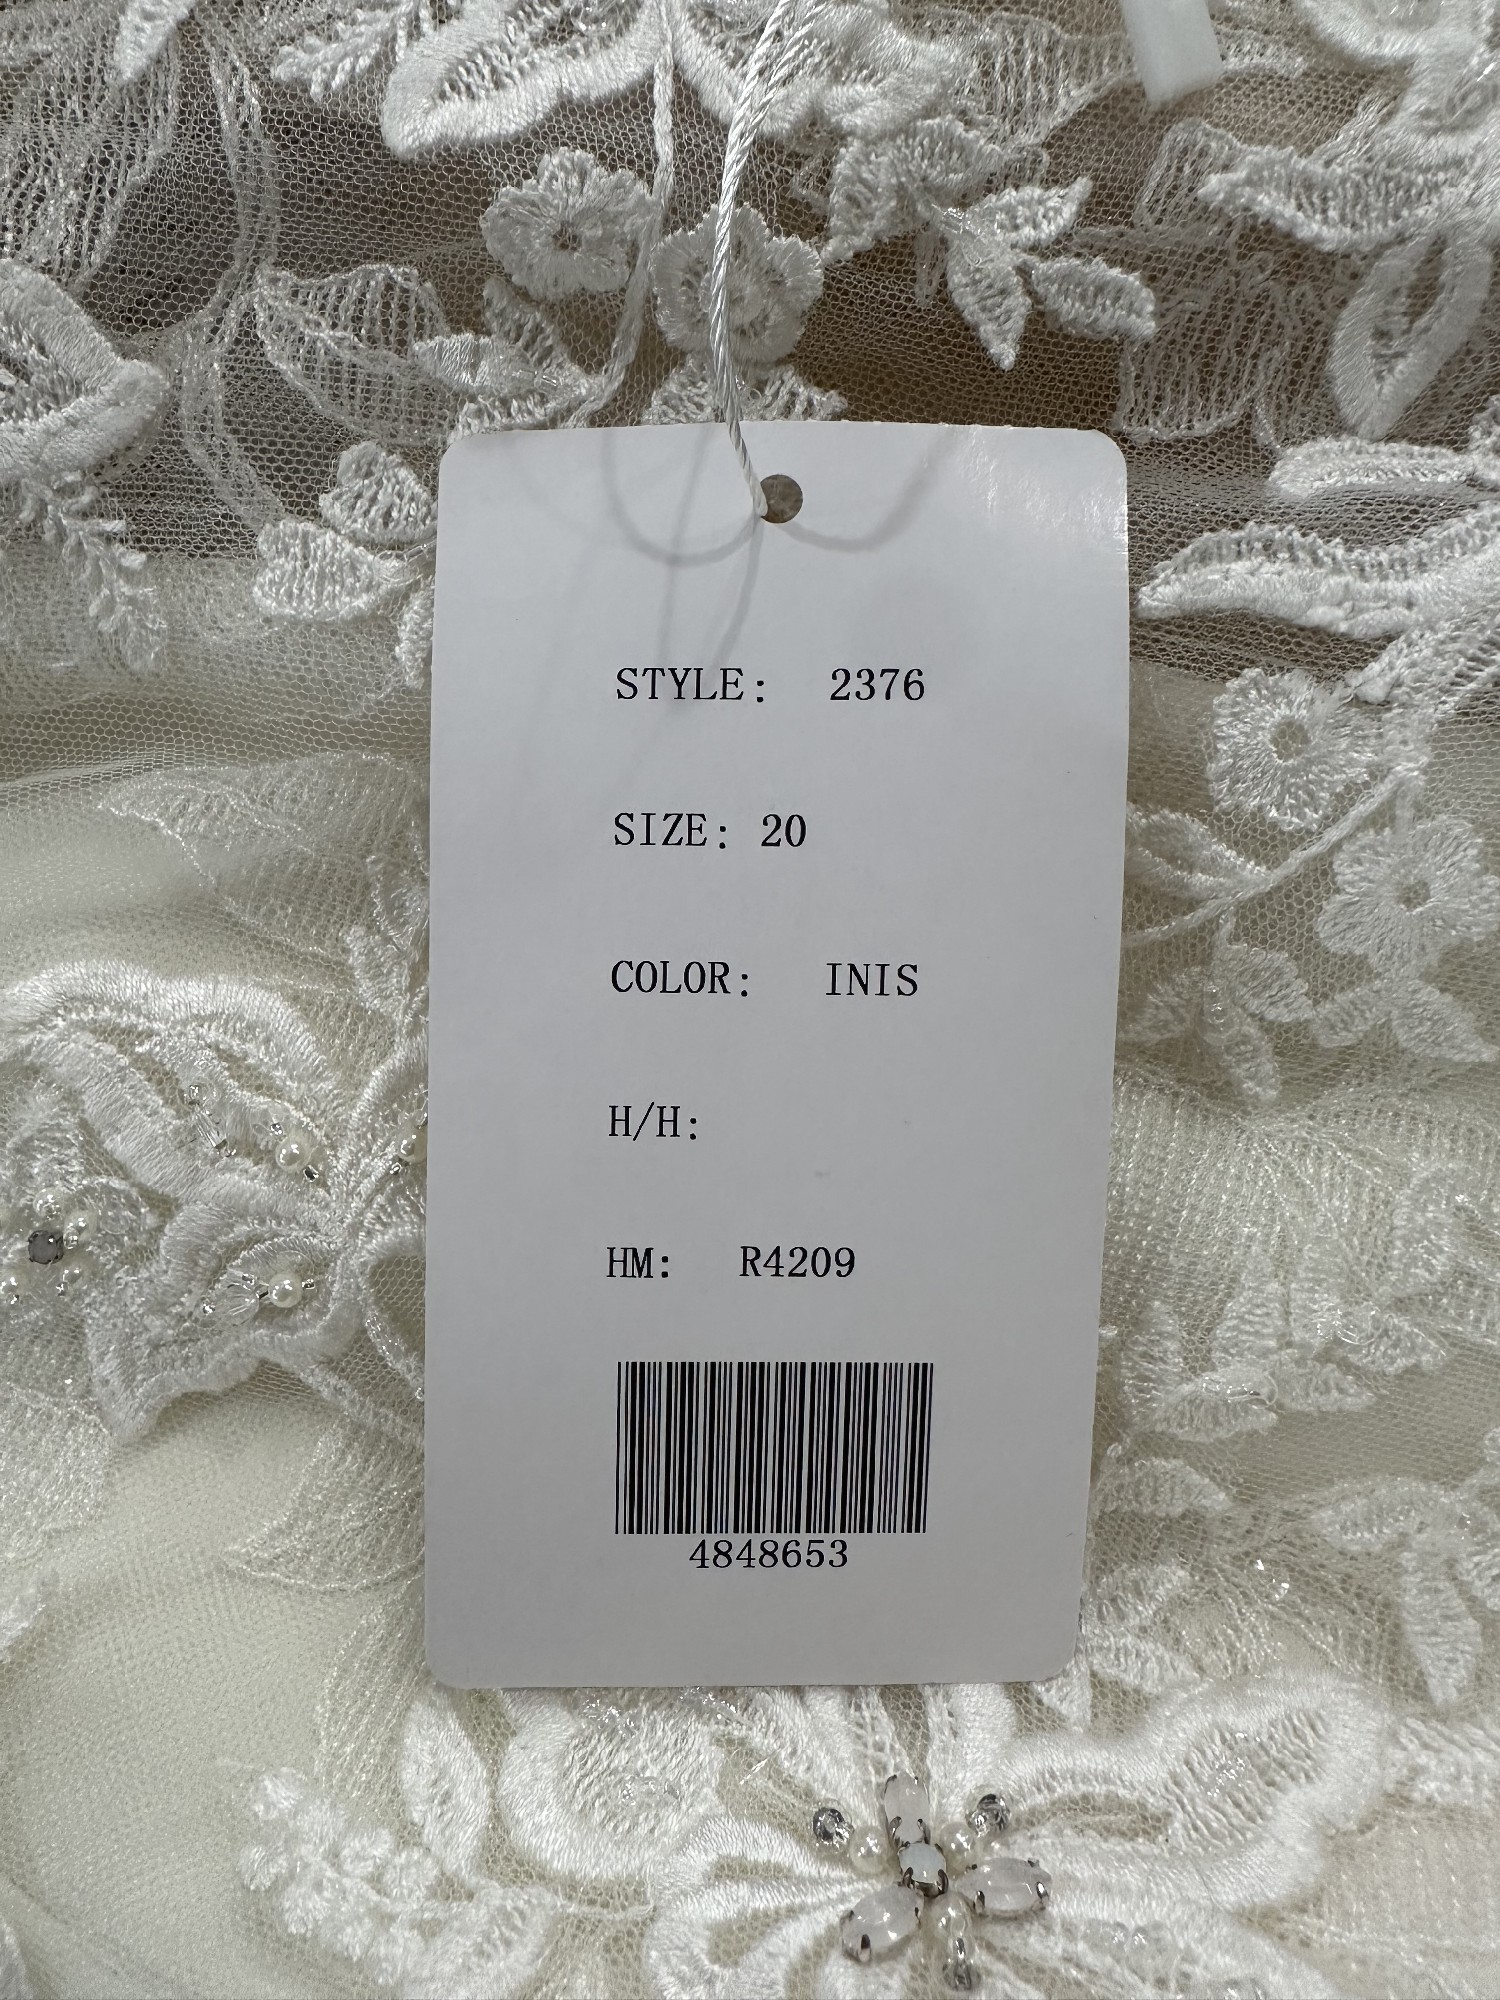 STYLE: 2376
SIZE: 20
COLOR: INIS
H/H:
HM: R4209
4848653